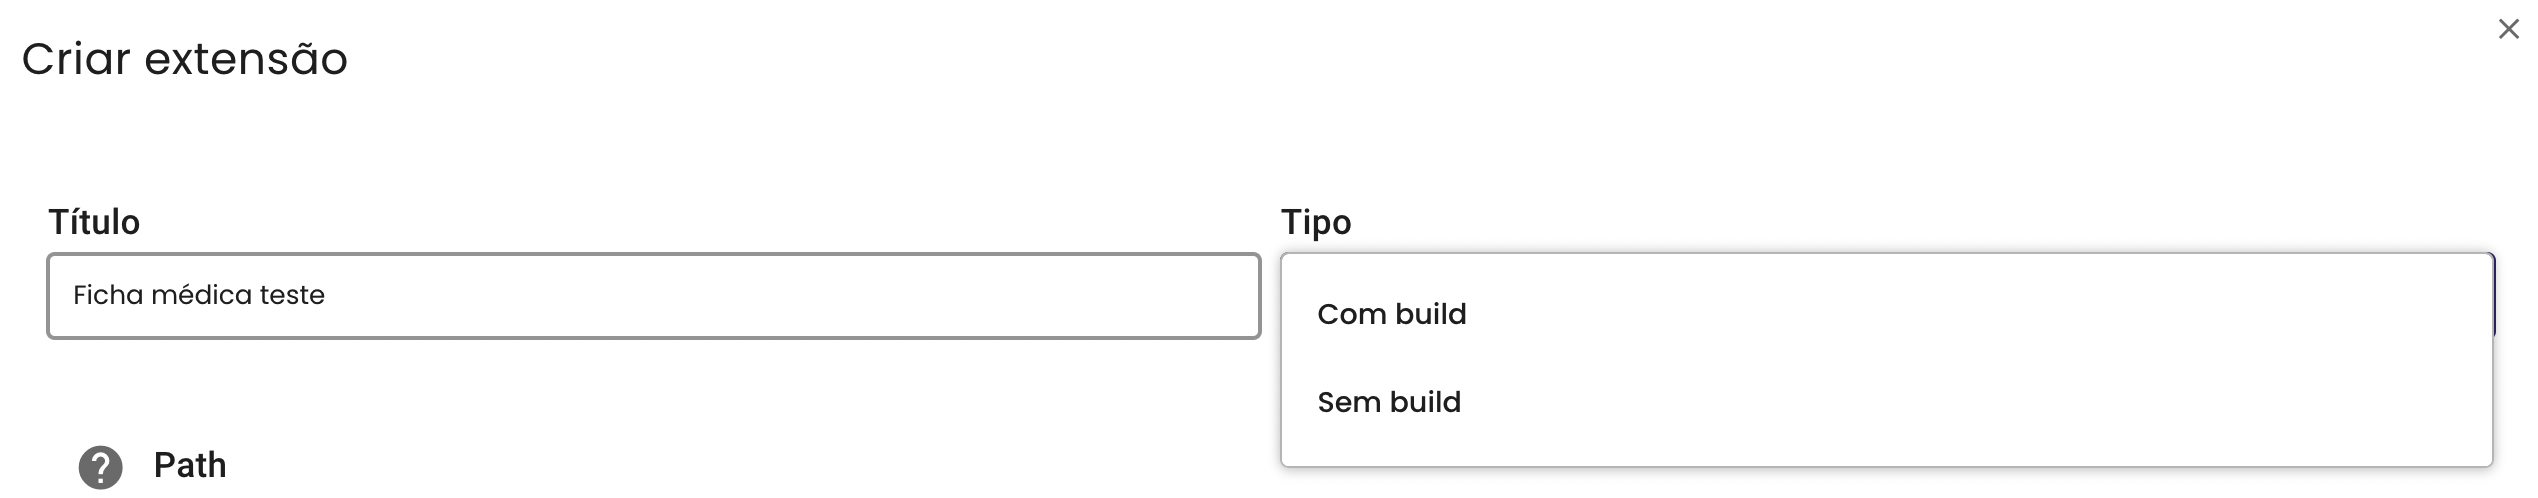 Criar extensão
Título
Tipo
Ficha médica teste
Com build
Sem build
Path